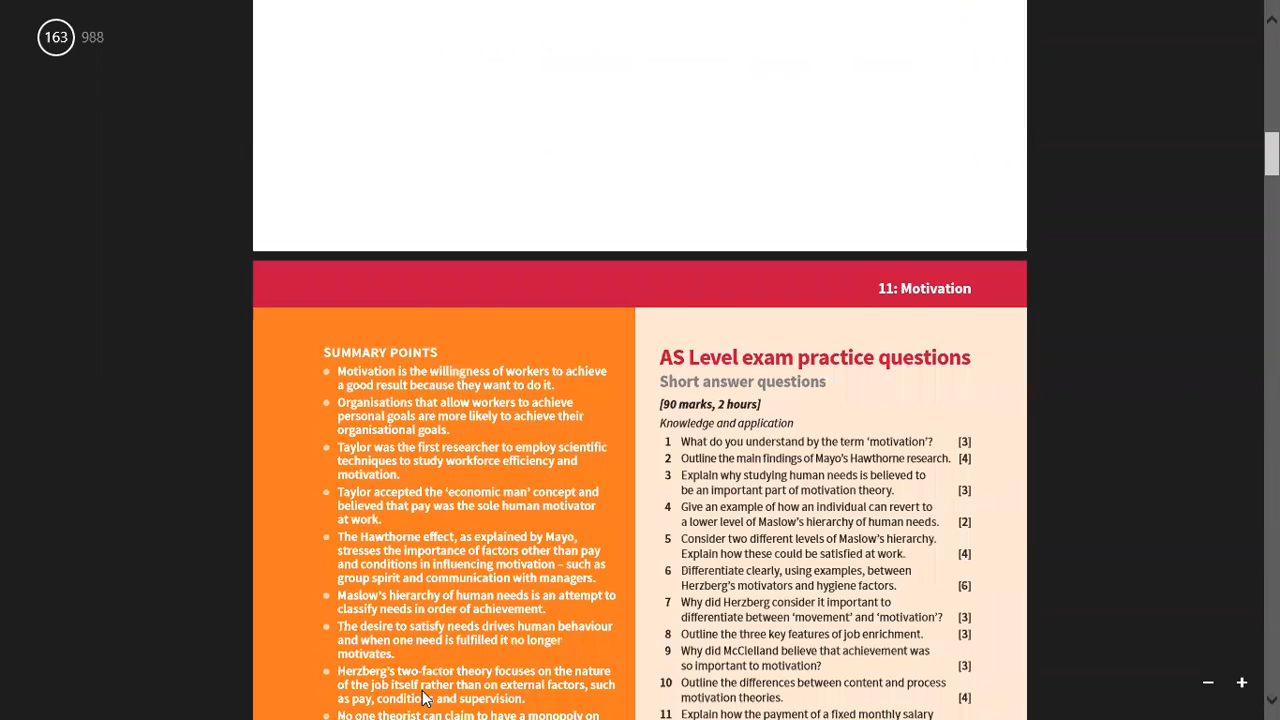 163 988
11: Motivation
SUMMARY POINTS
Motivation is the willingness of workers to achieve
a good result because they want to do it.
Organisations that allow workers to achieve
personal goals are more likely to achieve their
organisational goals.
Taylor was the first researcher to employ scientific
techniques to study workforce efficiency and
motivation.
Taylor accepted the ‘economic man’ concept and
believed that pay was the sole human motivator
at work.
The Hawthorne effect, as explained by Mayo,
stresses the importance of factors other than pay
and conditions in influencing motivation – such as
group spirit and communication with managers.
Maslow’s hierarchy of human needs is an attempt to
classify needs in order of achievement.
The desire to satisfy needs drives human behaviour
and when one need is fulfilled it no longer
motivates.
Herzberg’s two-factor theory focuses on the nature
of the job itself rather than on external factors, such
as pay, conditions and supervision.
No one theorist can claim to have a monopoly on
AS Level exam practice questions
Short answer questions
[90 marks, 2 hours]
Knowledge and application
1 What do you understand by the term ‘motivation’? [3]
2 Outline the main findings of Mayo’s Hawthorne research. [4]
3 Explain why studying human needs is believed to
be an important part of motivation theory. [3]
4 Give an example of how an individual can revert to
a lower level of Maslow’s hierarchy of human needs. [2]
5 Consider two different levels of Maslow’s hierarchy.
Explain how these could be satisfied at work. [4]
6 Differentiate clearly, using examples, between
Herzberg’s motivators and hygiene factors. [6]
7 Why did Herzberg consider it important to
differentiate between ‘movement’ and ‘motivation’? [3]
8 Outline the three key features of job enrichment. [3]
9 Why did McClelland believe that achievement was
so important to motivation? [3]
10 Outline the differences between content and process
motivation theories. [4]
11 Explain how the payment of a fixed monthly salary